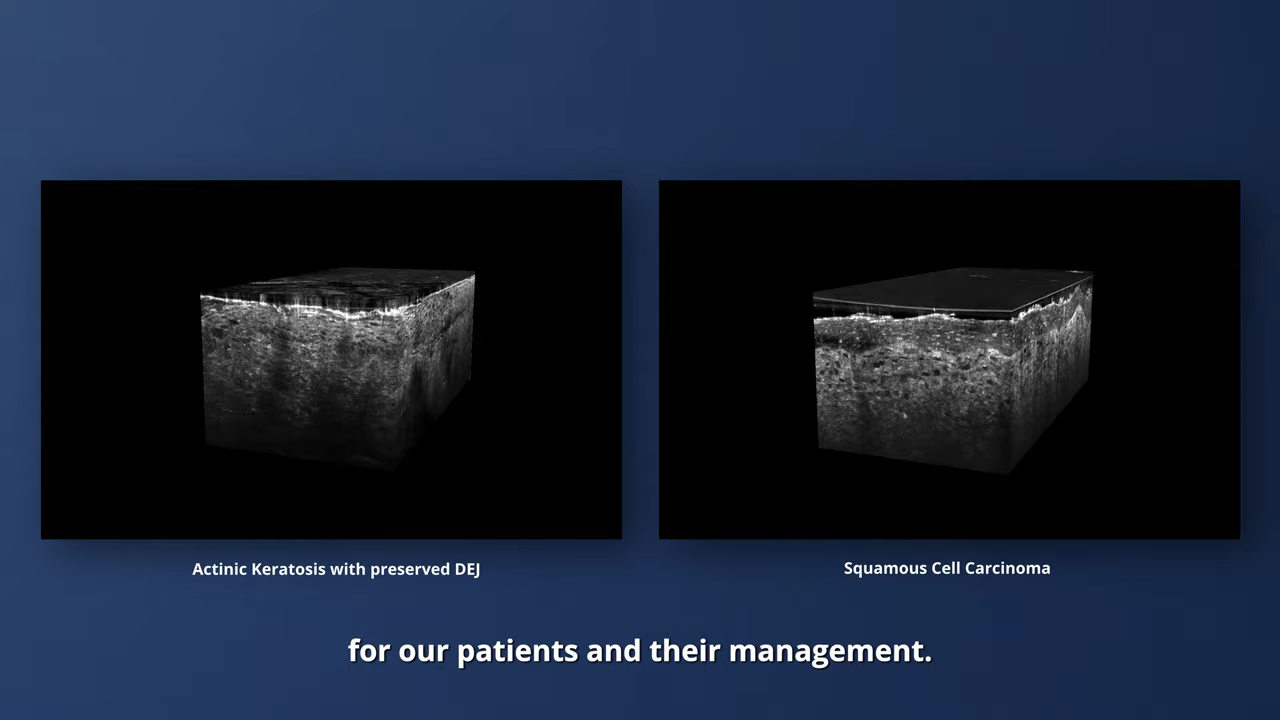 Actinic Keratosis with preserved DEJ
Squamous Cell Carcinoma
for our patients and their management.